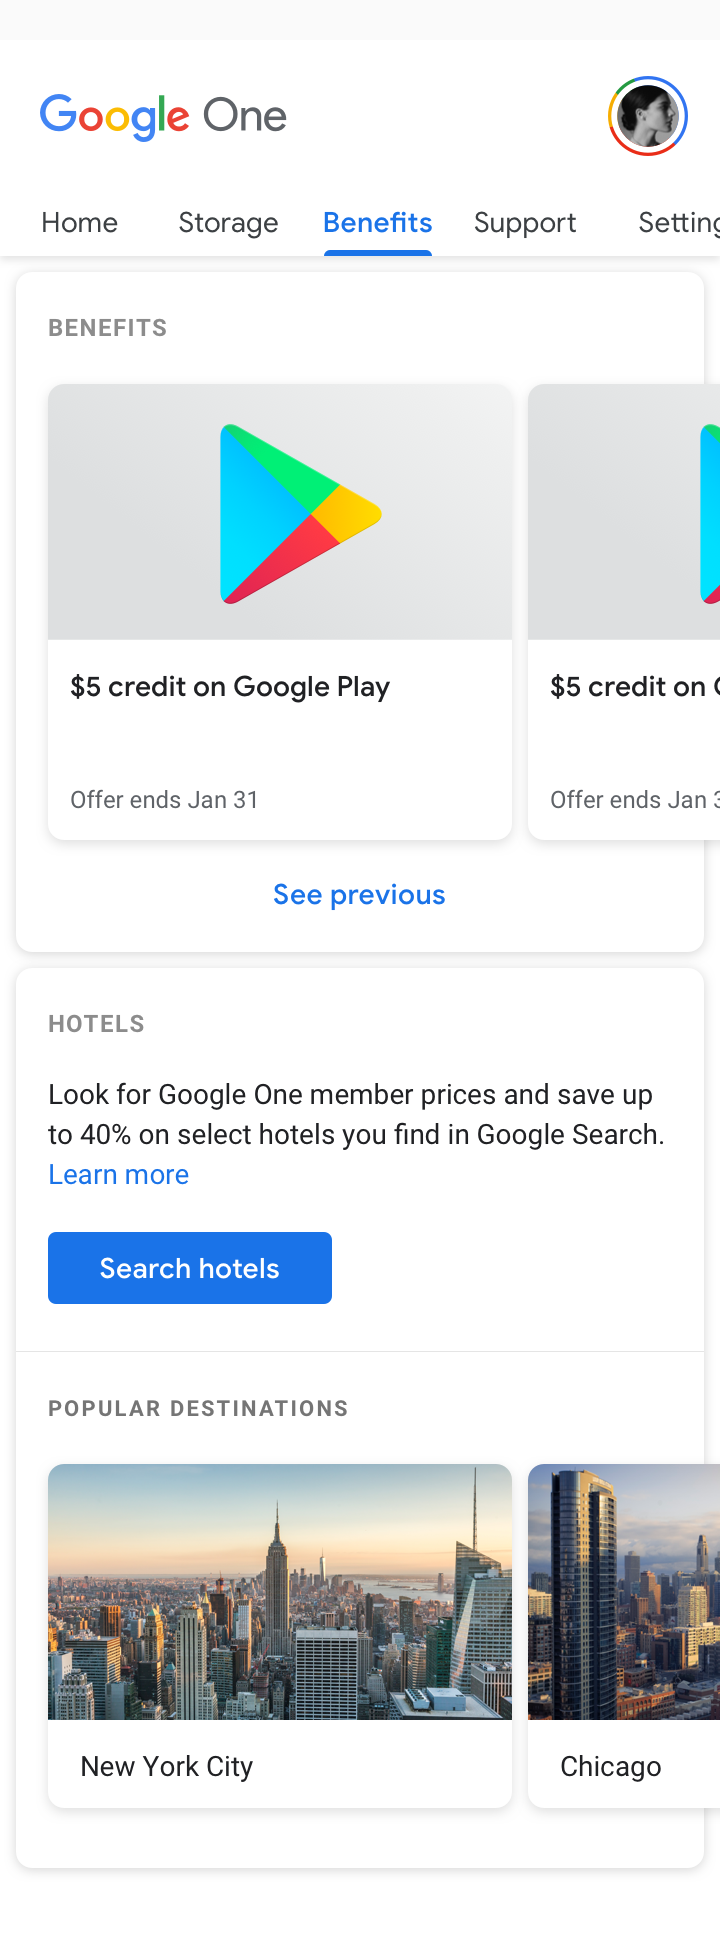 Google One
Home Storage Benefits Support Setting
BENEFITS
$5 credit on Google Play
$5 credit on
Offer ends Jan 31
Offer ends Jan
See previous
HOTELS
Look for Google One member prices and save up
to 40% on select hotels you find in Google Search.
Learn more
Search hotels
POPULAR DESTINATIONS
New York City
Chicago